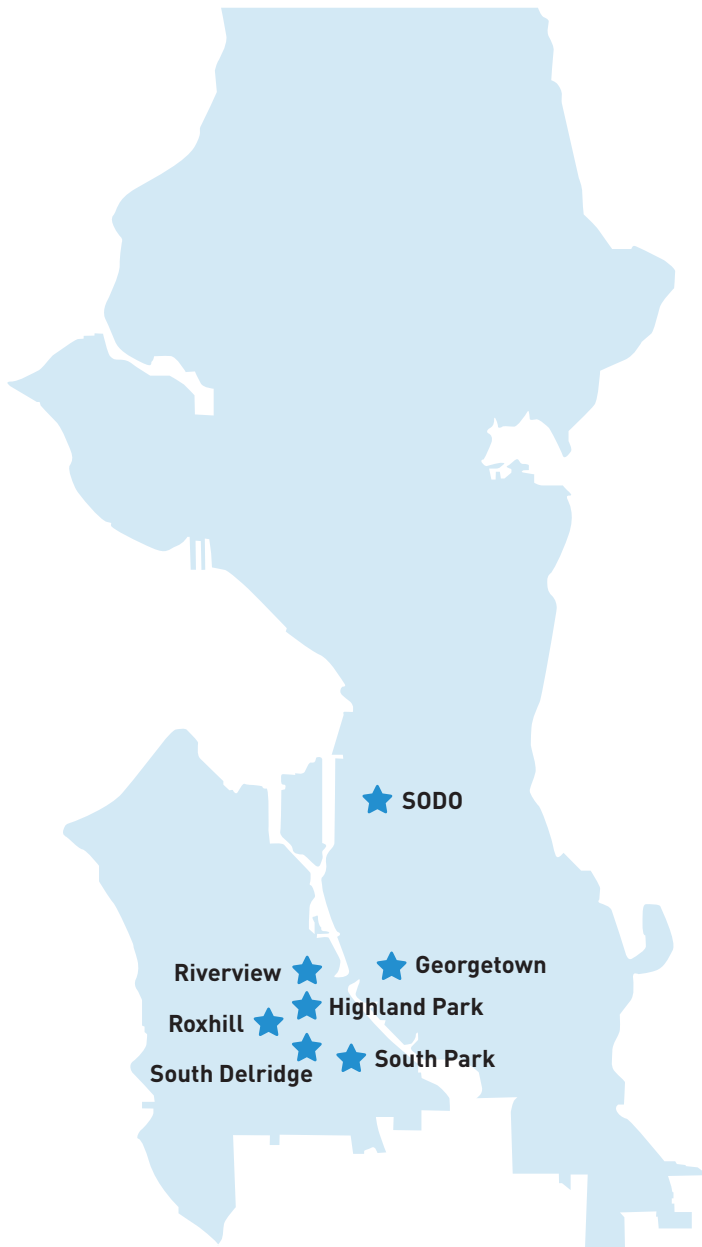 SODO
Georgetown
Riverview
Highland Park
Roxhill
South Park
South Delridge